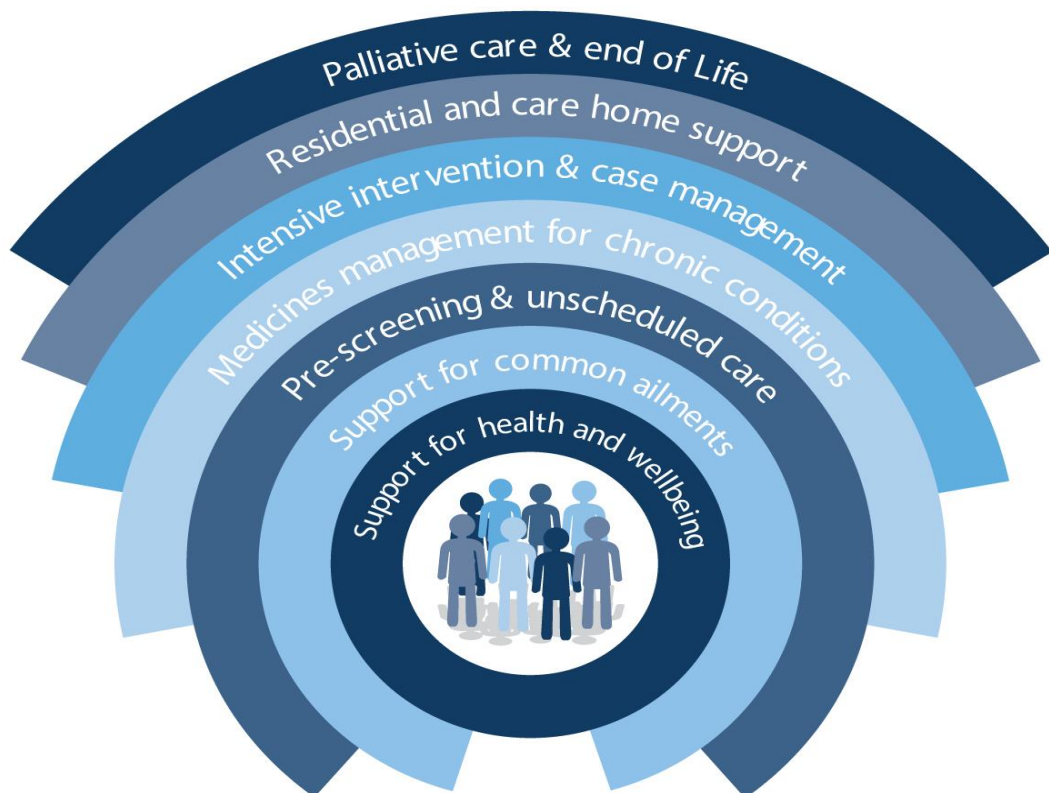 Palliative care & end of Life
Residential and care home support
Intensive intervention & case management
Medicines management for chronic conditions
Pre-screening & unscheduled care
Support for common ailments
Support for health and wellbeing